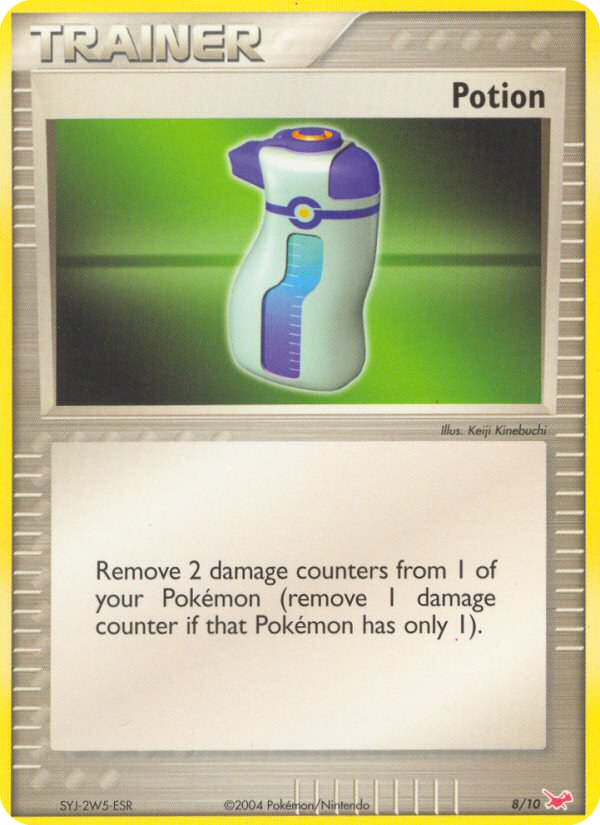 TRAINER
Potion
Illus. Keiji Kinebuchi
Remove 2 damage counters from 1 of
your Pokémon (remove 1 damage
counter if that Pokémon has only 1).
SYJ-2W5-ESR ©2004 Pokémon/Nintendo 8/10